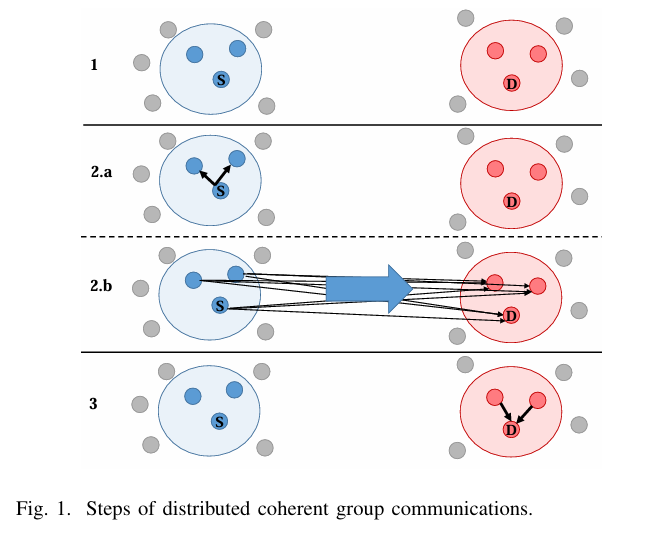 1
S
D
2.a
S
D
2.b
S
D
3
S
D
Fig. 1. Steps of distributed coherent group communications.